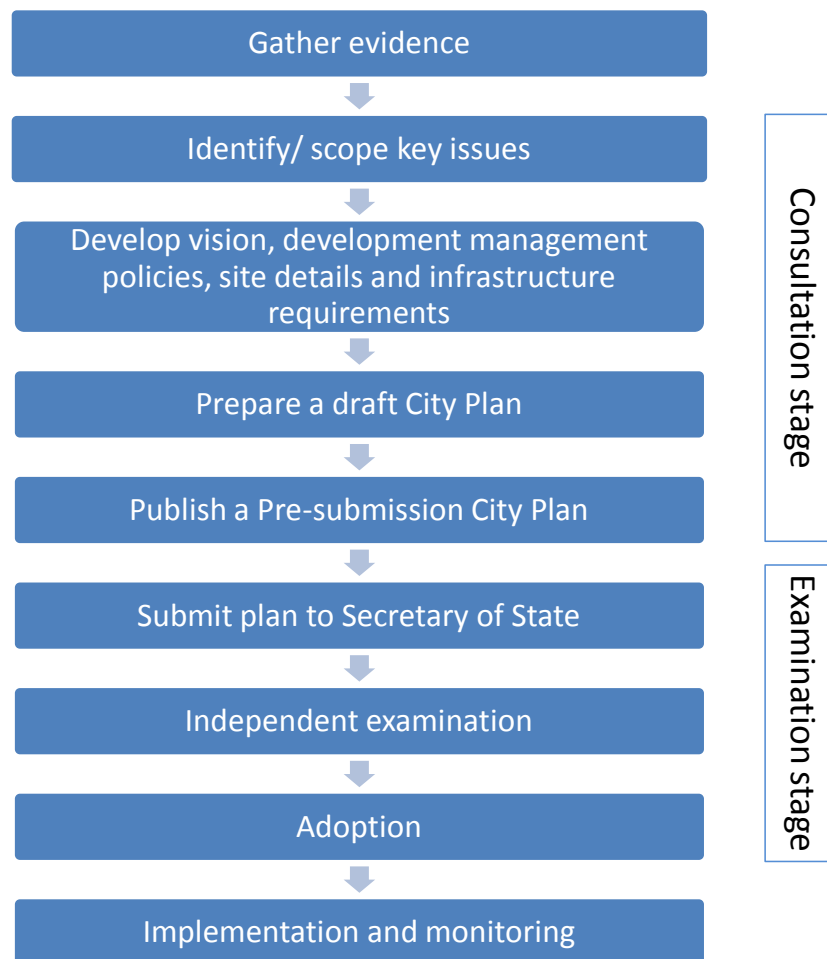 Gather evidence
Identify/ scope key issues
Develop vision, development management
policies, site details and infrastructure
requirements
Prepare a draft City Plan
Publish a Pre-submission City Plan
Submit plan to Secretary of State
Independent examination
Adoption
Implementation and monitoring
Consultation stage
Examination stage